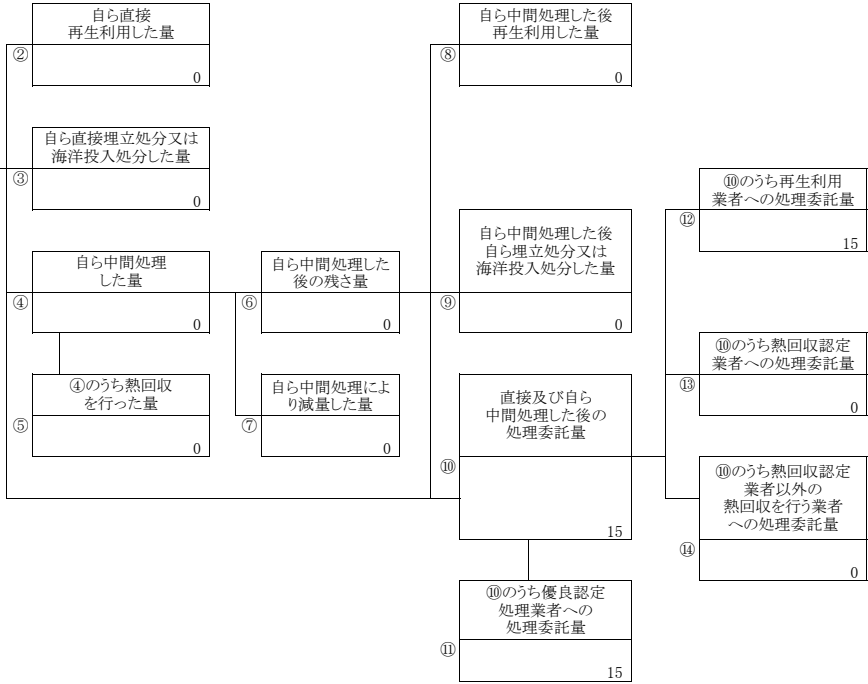 自ら直接
再生利用した量
②
0
自ら直接埋立処分又は
海洋投入処分した量
③
0
自ら中間処理
した量
④
0
④のうち熱回収
を行った量
⑤
0
自ら中間処理した
後の残さ量
⑥
0
自ら中間処理によ
り減量した量
⑦
0
自ら中間処理した後
再生利用した量
⑧
0
自ら中間処理した後
自ら埋立処分又は
海洋投入処分した量
⑨
0
直接及び自ら
中間処理した後の
処理委託量
⑩
15
⑩のうち優良認定
処理業者への
処理委託量
⑪
15
⑩のうち再生利用
業者への処理委託量
⑫
15
⑩のうち熱回収認定
業者への処理委託量
⑬
0
⑩のうち熱回収認定
業者以外の
熱回収を行う業者
への処理委託量
⑭
0